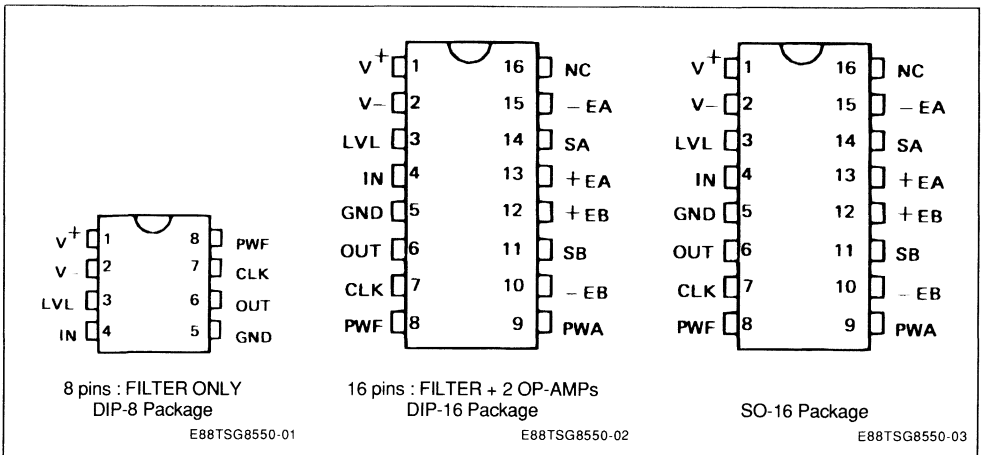 V+ 1 8 PWF
V- 2 7 CLK
LVL 3 6 OUT
IN 4 5 GND
8 pins : FILTER ONLY
DIP-8 Package
E88TSG8550-01
V+ 1 16 NC
V- 2 15 - EA
LVL 3 14 SA
IN 4 13 + EA
GND 5 12 + EB
OUT 6 11 SB
CLK 7 10 - EB
PWF 8 9 PWA
16 pins : FILTER + 2 OP-AMPs
DIP-16 Package
E88TSG8550-02
V+ 1 16 NC
V- 2 15 - EA
LVL 3 14 SA
IN 4 13 + EA
GND 5 12 + EB
OUT 6 11 SB
CLK 7 10 - EB
PWF 8 9 PWA
SO-16 Package
E88TSG8550-03